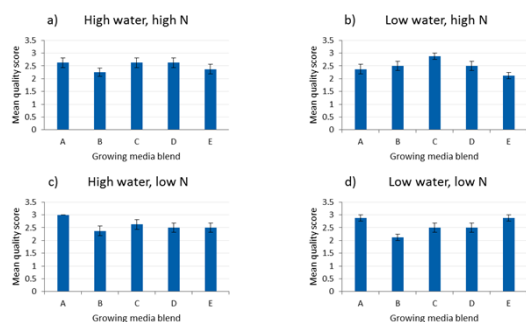 a) High water, high N
Mean quality score
3.5
3
2.5
2
1.5
1
0.5
0
A B C D E
Growing media blend
b) Low water, high N
Mean quality score
3.5
3
2.5
2
1.5
1
0.5
0
A B C D E
Growing media blend
c) High water, low N
Mean quality score
3.5
3
2.5
2
1.5
1
0.5
0
A B C D E
Growing media blend
d) Low water, low N
Mean quality score
3.5
3
2.5
2
1.5
1
0.5
0
A B C D E
Growing media blend